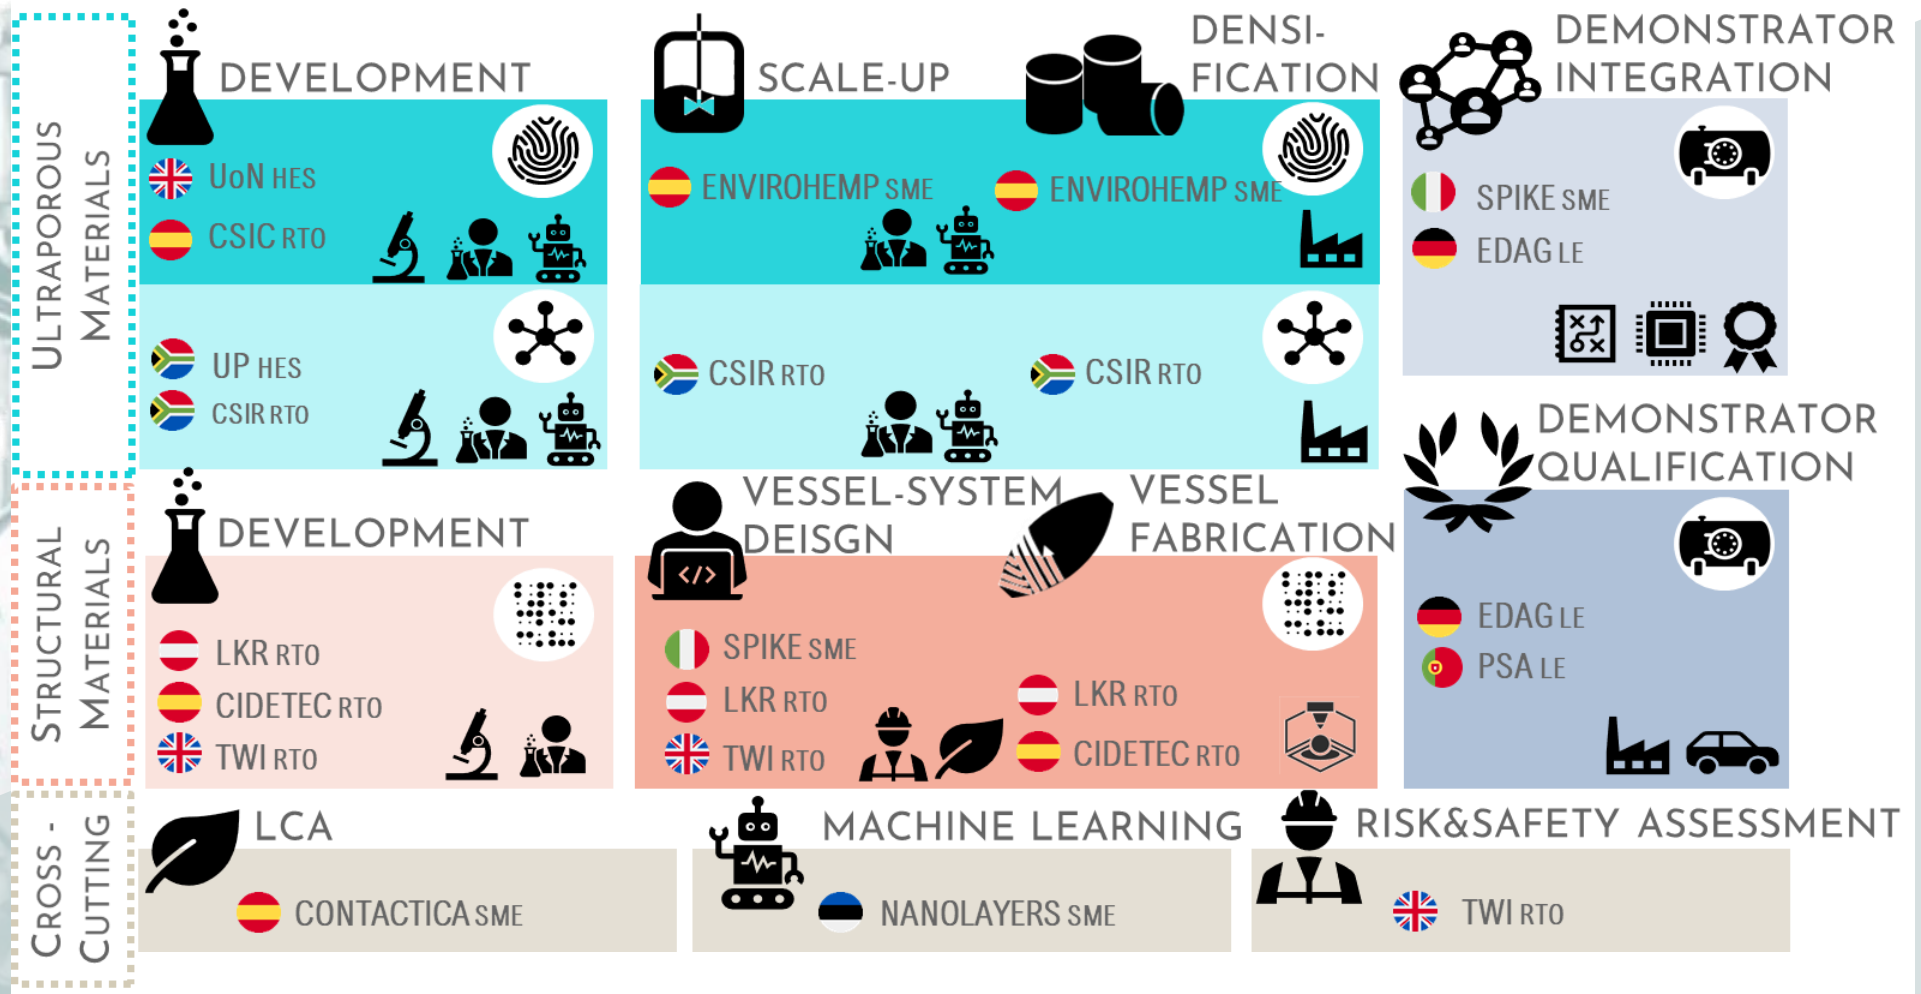 ULTRAPOROUS
MATERIALS
DEVELOPMENT
UoN HES
CSIC RTO
UP HES
CSIR RTO
SCALE-UP
ENVIROHEMP SME
CSIR RTO
DENSI-
FICATION
ENVIROHEMP SME
CSIR RTO
DEMONSTRATOR
INTEGRATION
SPIKE SME
EDAG LE
STRUCTURAL
MATERIALS
DEVELOPMENT
LKR RTO
CIDETEC RTO
TWI RTO
VESSEL-SYSTEM
DEISGN
</>
SPIKE SME
LKR RTO
TWI RTO
VESSEL
FABRICATION
LKR RTO
CIDETEC RTO
DEMONSTRATOR
QUALIFICATION
EDAG LE
PSA LE
CROSS -
CUTTING
LCA
CONTACTICA SME
MACHINE LEARNING
NANOLAYERS SME
RISK&SAFETY ASSESSMENT
TWI RTO